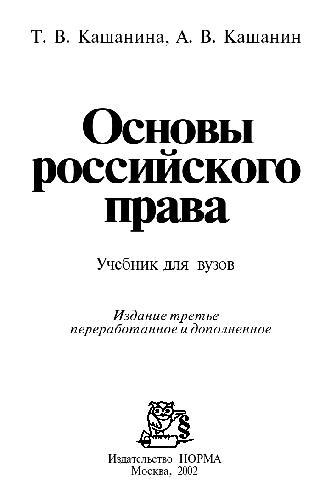 Т. В. Кашанина, А. В. Кашанин
Основы
российского
права
Учебник для вузов
Издание третье
переработанное и дополненное
§
Издательство НОРМА
Москва, 2002